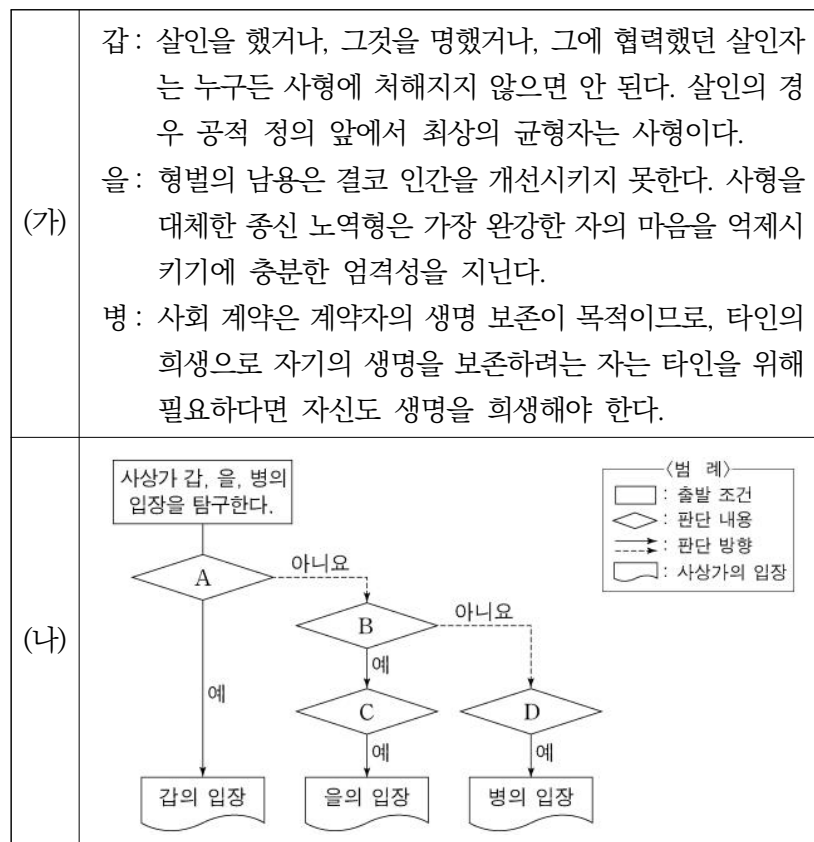 (가)
갑 : 살인을 했거나, 그것을 명했거나, 그에 협력했던 살인자
는 누구든 사형에 처해지지 않으면 안 된다. 살인의 경
우 공적 정의 앞에서 최상의 균형자는 사형이다.
을 : 형벌의 남용은 결코 인간을 개선시키지 못한다. 사형을
대체한 종신 노역형은 가장 완강한 자의 마음을 억제시
키기에 충분한 엄격성을 지닌다.
병 : 사회 계약은 계약자의 생명 보존이 목적이므로, 타인의
희생으로 자기의 생명을 보존하려는 자는 타인을 위해
필요하다면 자신도 생명을 희생해야 한다.
(나)
사상가 갑, 을, 병의
입장을 탐구한다.
〈범 례〉
: 출발 조건
: 판단 내용
: 판단 방향
: 사상가의 입장
A
아니요
B
아니요
예
예
C
D
예
예
갑의 입장
을의 입장
병의 입장